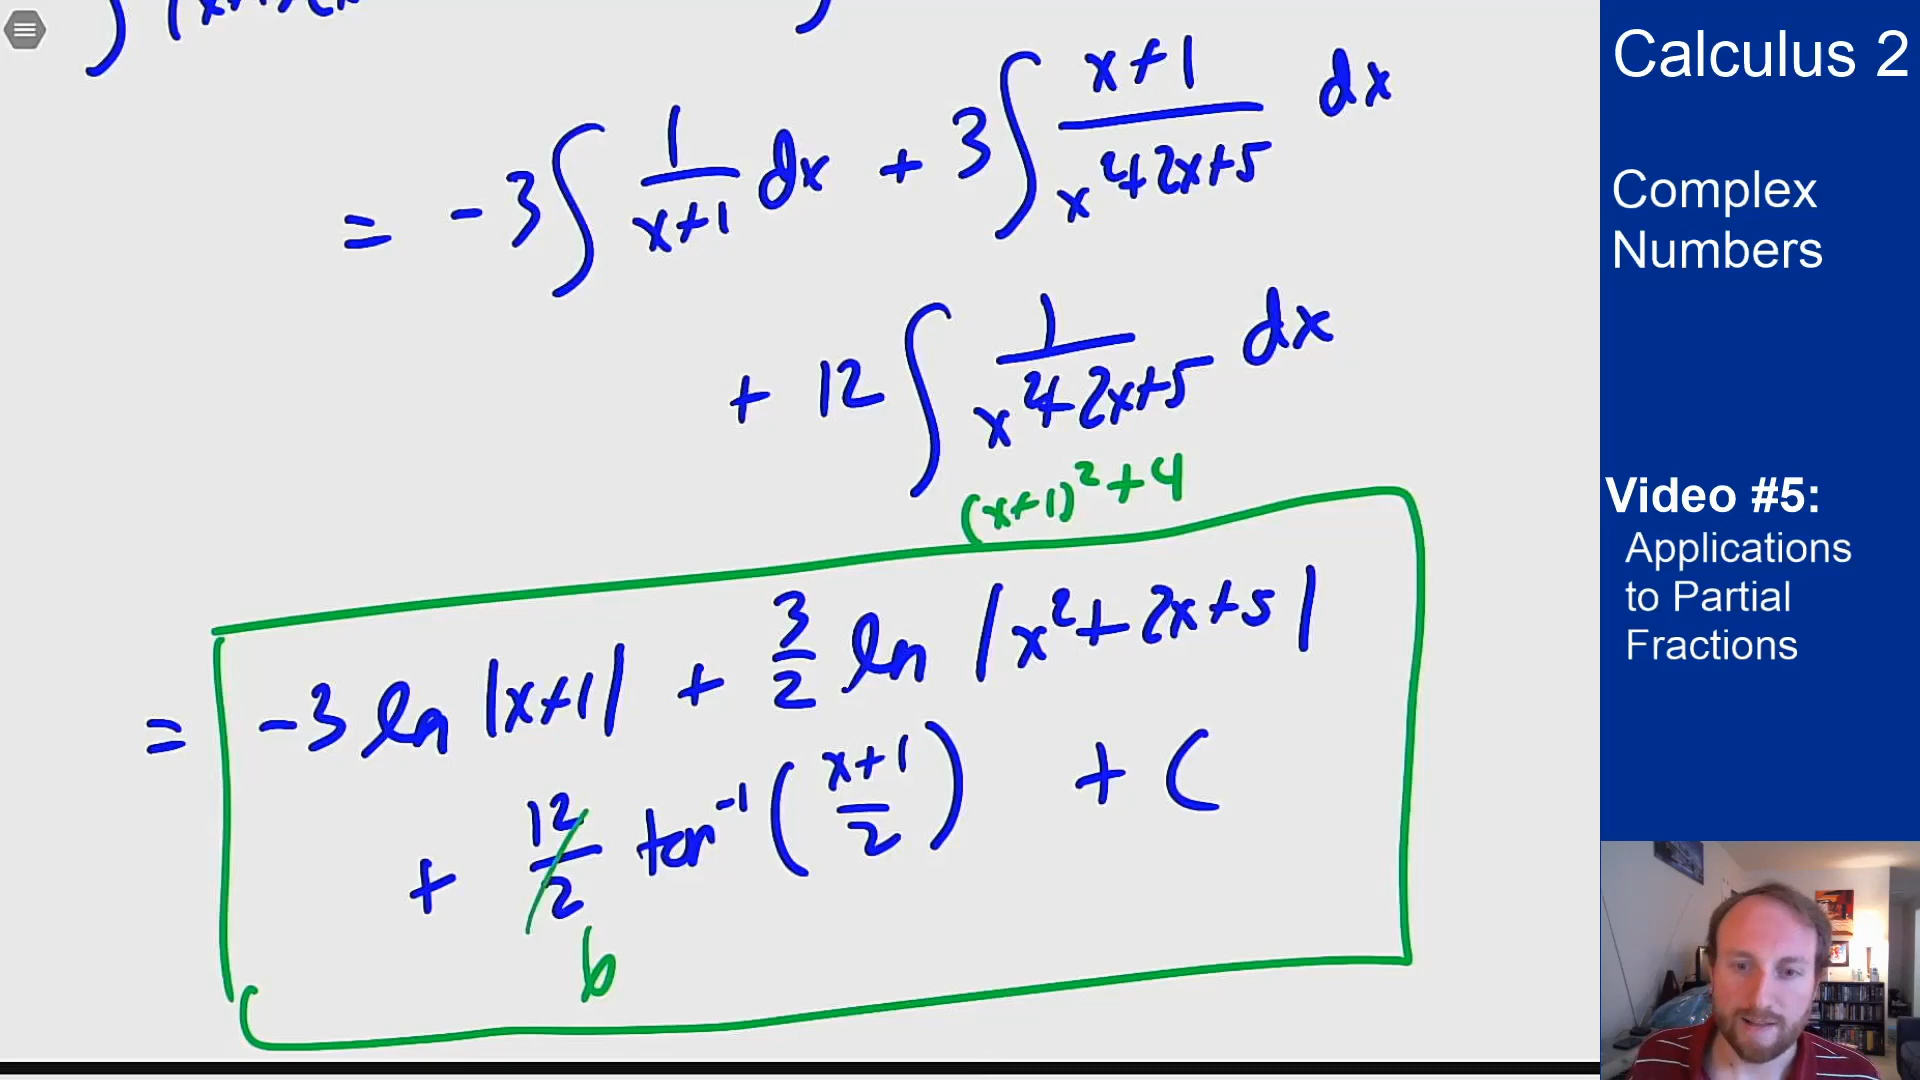 = -3∫ 1/(x+1) dx + 3∫ (x+1)/(x²+2x+5) dx
+ 12 ∫ 1/(x²+2x+5) dx
(x+1)² + 4
= -3 ln |x+1| + 3/2 ln |x²+2x+5|
+ 12/2 tan⁻¹ ((x+1)/2) + C
6
Calculus 2
Complex
Numbers
Video #5:
Applications
to Partial
Fractions